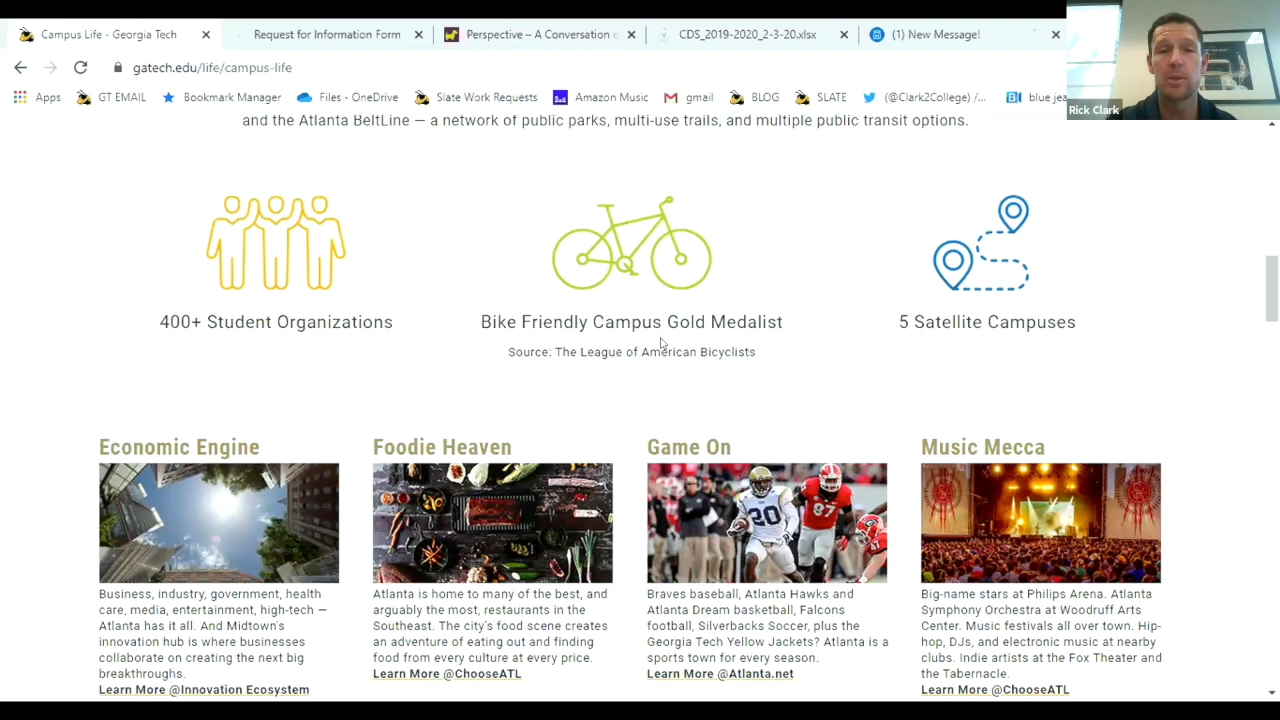 Campus Life - Georgia Tech
Request for Information Form
Perspective – A Conversation c
CDS_2019-2020_2-3-20.xlsx
(1) New Message!
gatech.edu/life/campus-life
Apps
GT EMAIL
Bookmark Manager
Files - OneDrive
Slate Work Requests
Amazon Music
gmail
BLOG
SLATE
(@Clark2College) /...
blue jea
Rick Clark
and the Atlanta BeltLine — a network of public parks, multi-use trails, and multiple public transit options.
400+ Student Organizations
Bike Friendly Campus Gold Medalist
5 Satellite Campuses
Source: The League of American Bicyclists
Economic Engine
Business, industry, government, health
care, media, entertainment, high-tech —
Atlanta has it all. And Midtown's
innovation hub is where businesses
collaborate on creating the next big
breakthroughs.
Learn More @Innovation Ecosystem
Foodie Heaven
Atlanta is home to many of the best, and
arguably the most, restaurants in the
Southeast. The city's food scene creates
an adventure of eating out and finding
food from every culture at every price.
Learn More @ChooseATL
Game On
20
87
Braves baseball, Atlanta Hawks and
Atlanta Dream basketball, Falcons
football, Silverbacks Soccer, plus the
Georgia Tech Yellow Jackets? Atlanta is a
sports town for every season.
Learn More @Atlanta.net
Music Mecca
Big-name stars at Philips Arena. Atlanta
Symphony Orchestra at Woodruff Arts
Center. Music festivals all over town. Hip-
hop, DJs, and electronic music at nearby
clubs. Indie artists at the Fox Theater and
the Tabernacle.
Learn More @ChooseATL